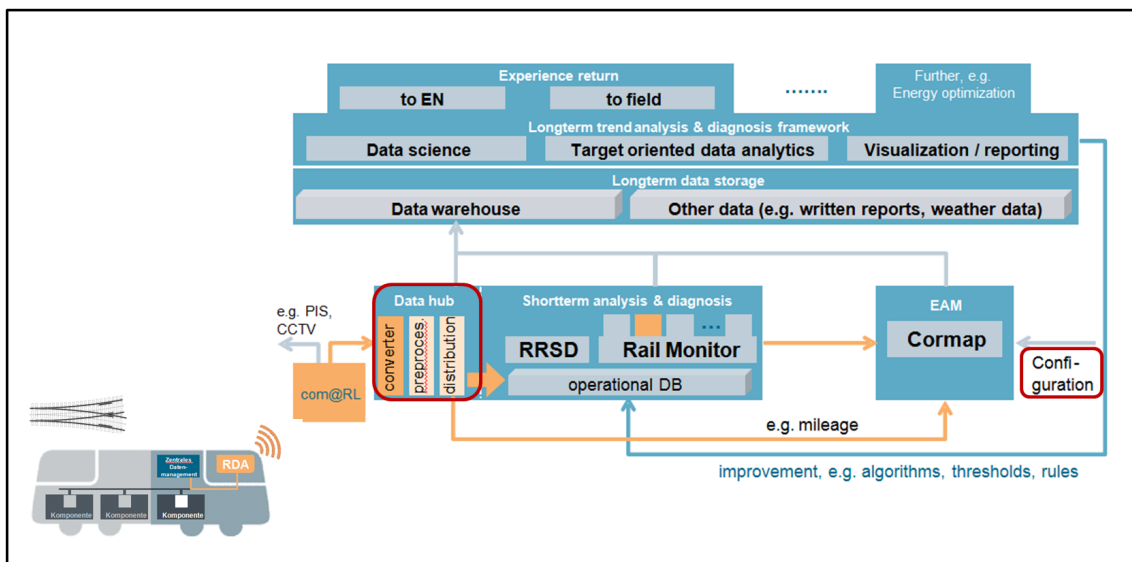 Experience return
to EN
to field
.......
Further, e.g.
Energy optimization
Longterm trend analysis & diagnosis framework
Data science
Target oriented data analytics
Visualization / reporting
Longterm data storage
Data warehouse
Other data (e.g. written reports, weather data)
e.g. PIS,
CCTV
com@RL
Data hub
converter
preproces.
distribution
Shortterm analysis & diagnosis
...
RRSD
Rail Monitor
operational DB
EAM
Cormap
Confi-
guration
e.g. mileage
improvement, e.g. algorithms, thresholds, rules
Zentrales
Daten-
management
RDA
Komponente
Komponente
Komponente